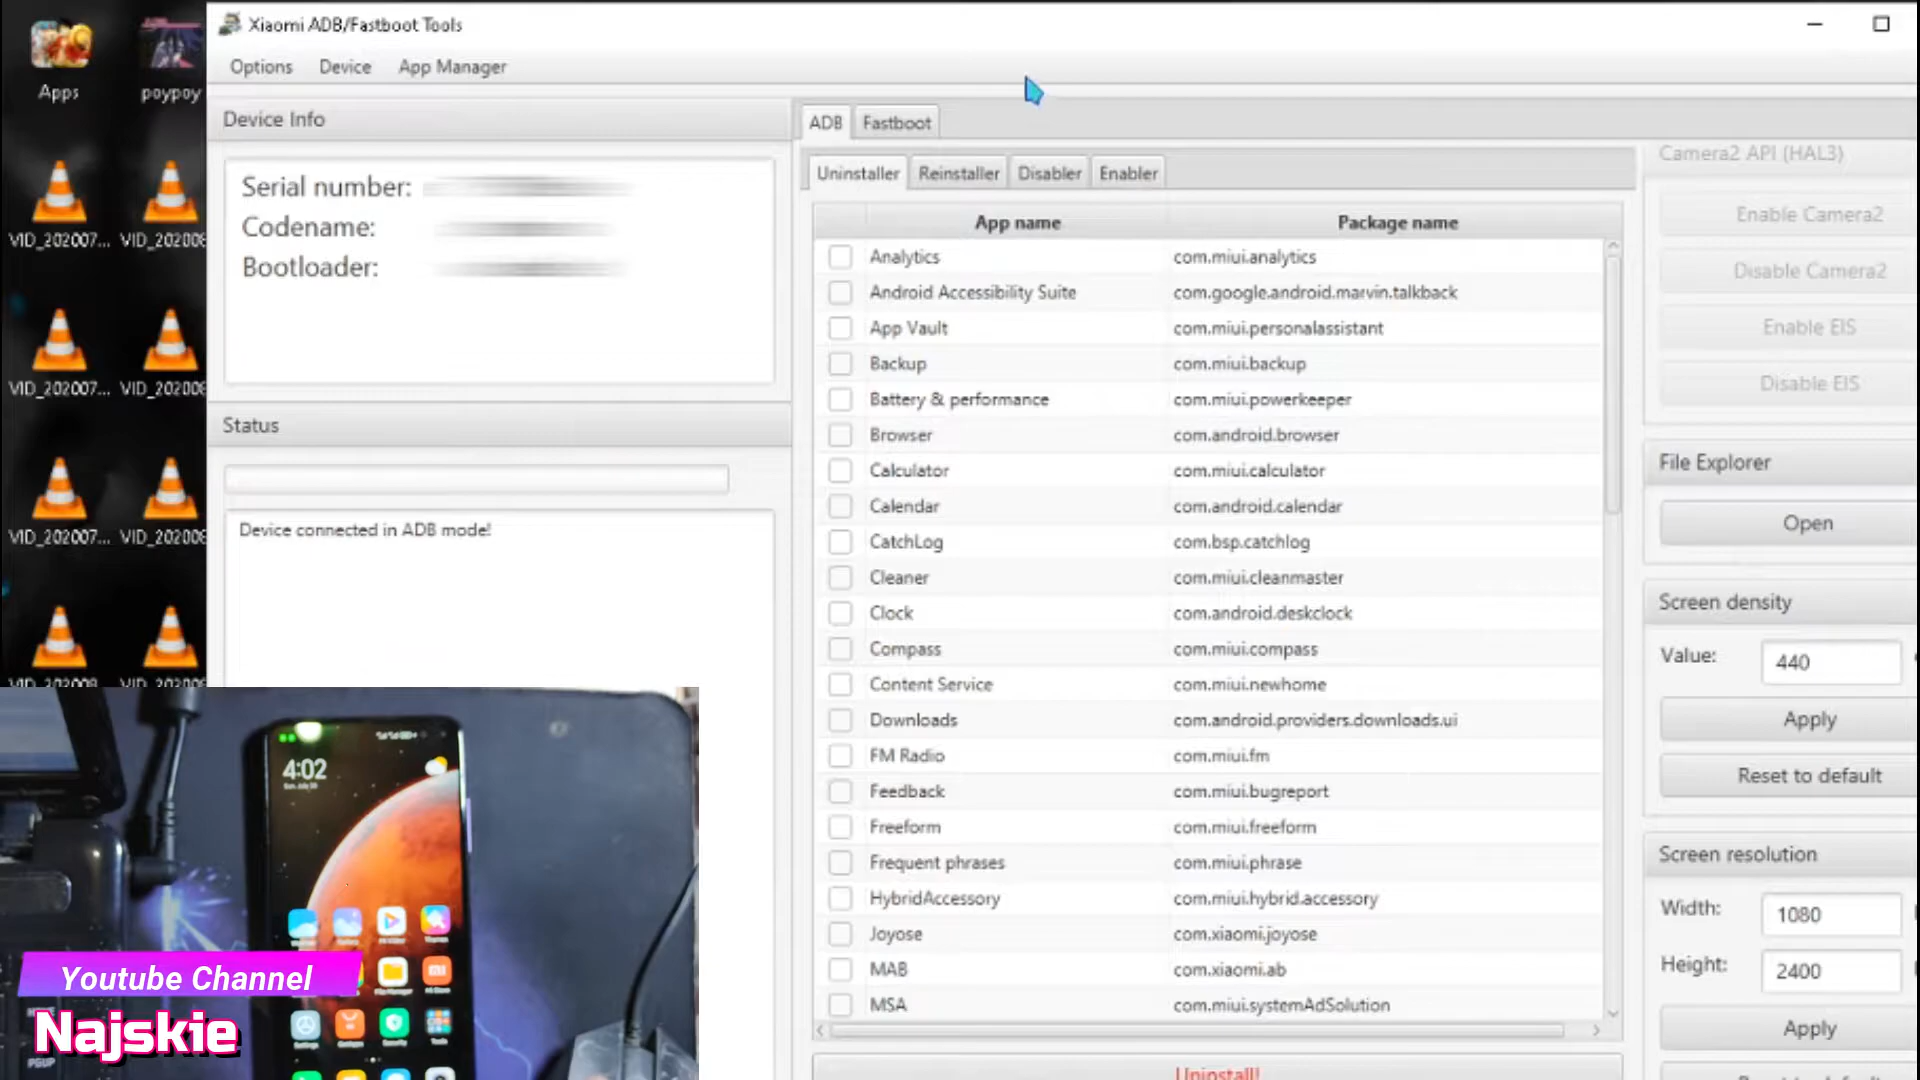 Apps
poypoy
VID_202007...
VID_202008
VID_202007...
VID_202008
VID_202007...
VID_202008
Xiaomi ADB/Fastboot Tools
Options
Device
App Manager
Device Info
Serial number:
Codename:
Bootloader:
Status
Device connected in ADB mode!
ADB
Fastboot
Uninstaller
Reinstaller
Disabler
Enabler
App name
Package name
Analytics
com.miui.analytics
Android Accessibility Suite
com.google.android.marvin.talkback
App Vault
com.miui.personalassistant
Backup
com.miui.backup
Battery & performance
com.miui.powerkeeper
Browser
com.android.browser
Calculator
com.miui.calculator
Calendar
com.android.calendar
CatchLog
com.bsp.catchlog
Cleaner
com.miui.cleanmaster
Clock
com.android.deskclock
Compass
com.miui.compass
Content Service
com.miui.newhome
Downloads
com.android.providers.downloads.ui
FM Radio
com.miui.fm
Feedback
com.miui.bugreport
Freeform
com.miui.freeform
Frequent phrases
com.miui.phrase
HybridAccessory
com.miui.hybrid.accessory
Joyose
com.xiaomi.joyose
MAB
com.xiaomi.ab
MSA
com.miui.systemAdSolution
Uninstall!
Camera2 API (HAL3)
Enable Camera2
Disable Camera2
Enable EIS
Disable EIS
File Explorer
Open
Screen density
Value:
440
Apply
Reset to default
Screen resolution
Width:
1080
Height:
2400
Apply
4:02
Youtube Channel
Najskie
PGUP